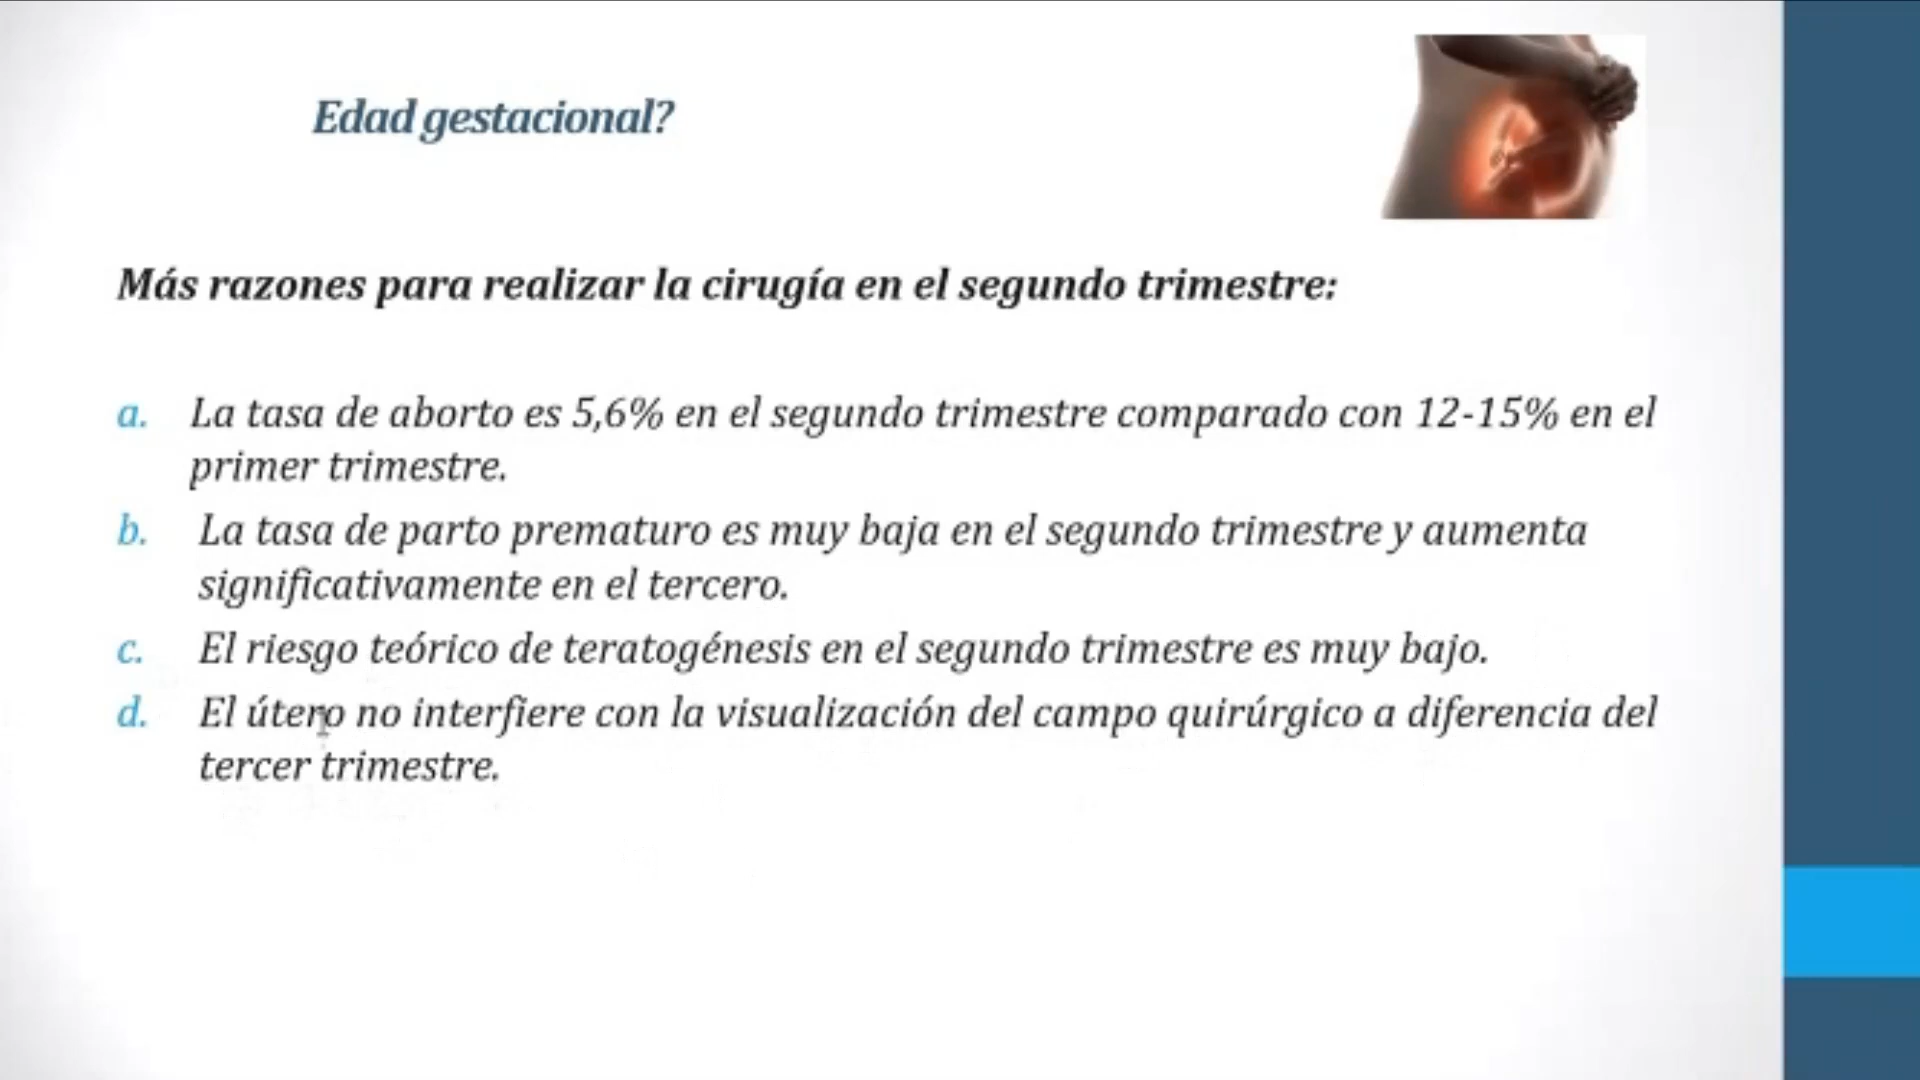 Edad gestacional?
Más razones para realizar la cirugía en el segundo trimestre:
a. La tasa de aborto es 5,6% en el segundo trimestre comparado con 12-15% en el
primer trimestre.
b. La tasa de parto prematuro es muy baja en el segundo trimestre y aumenta
significativamente en el tercero.
c. El riesgo teórico de teratogénesis en el segundo trimestre es muy bajo.
d. El útero no interfiere con la visualización del campo quirúrgico a diferencia del
tercer trimestre.